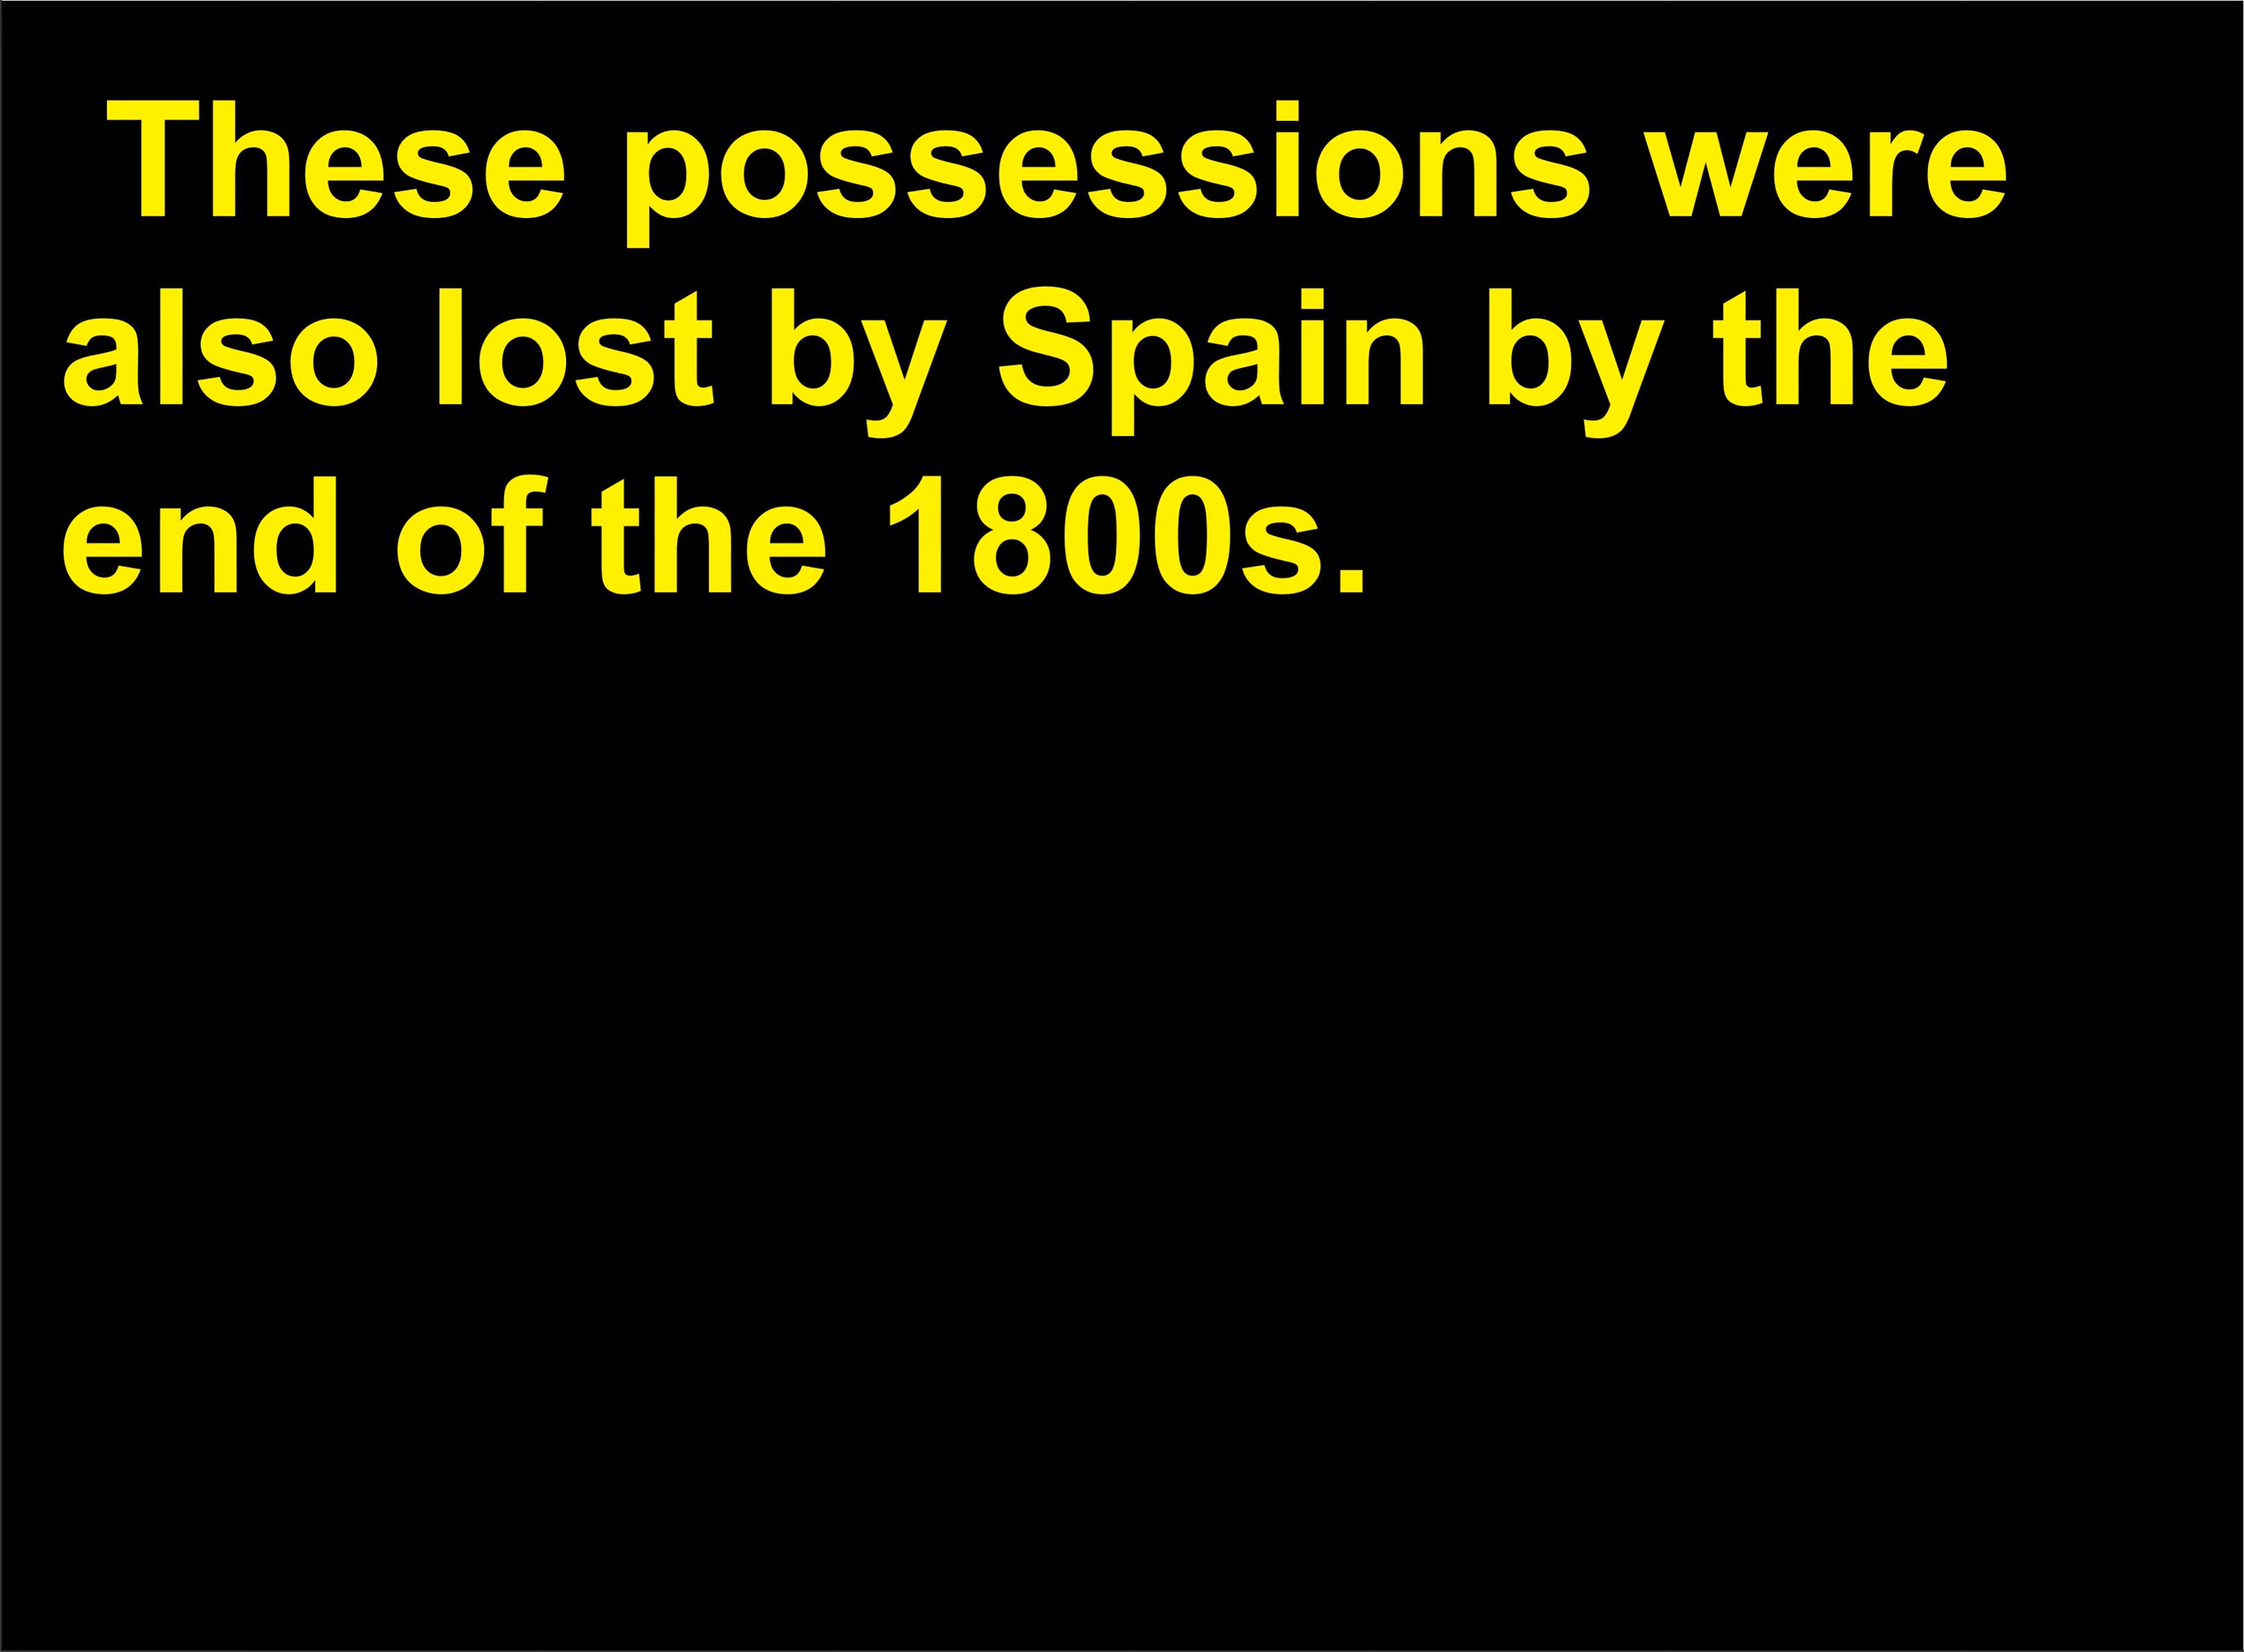 These possessions were
also lost by Spain by the
end of the 1800s.